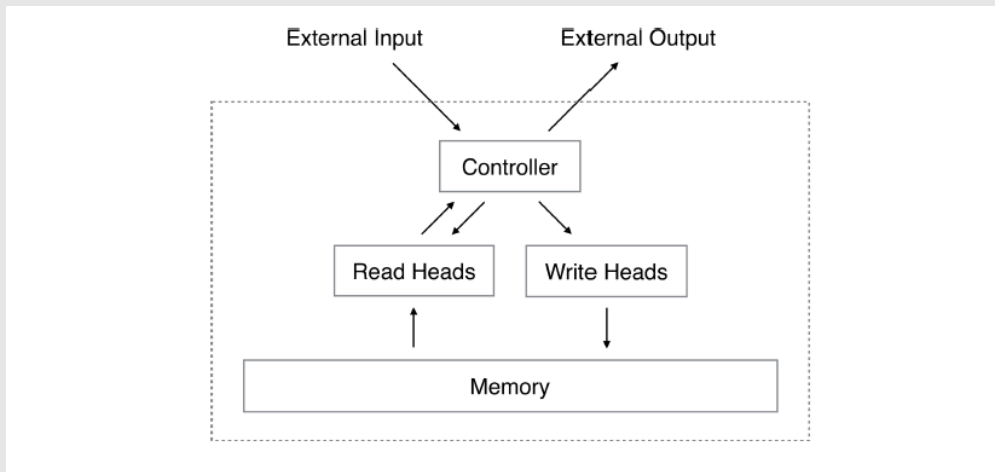 External Input
External Output
Controller
Read Heads
Write Heads
Memory